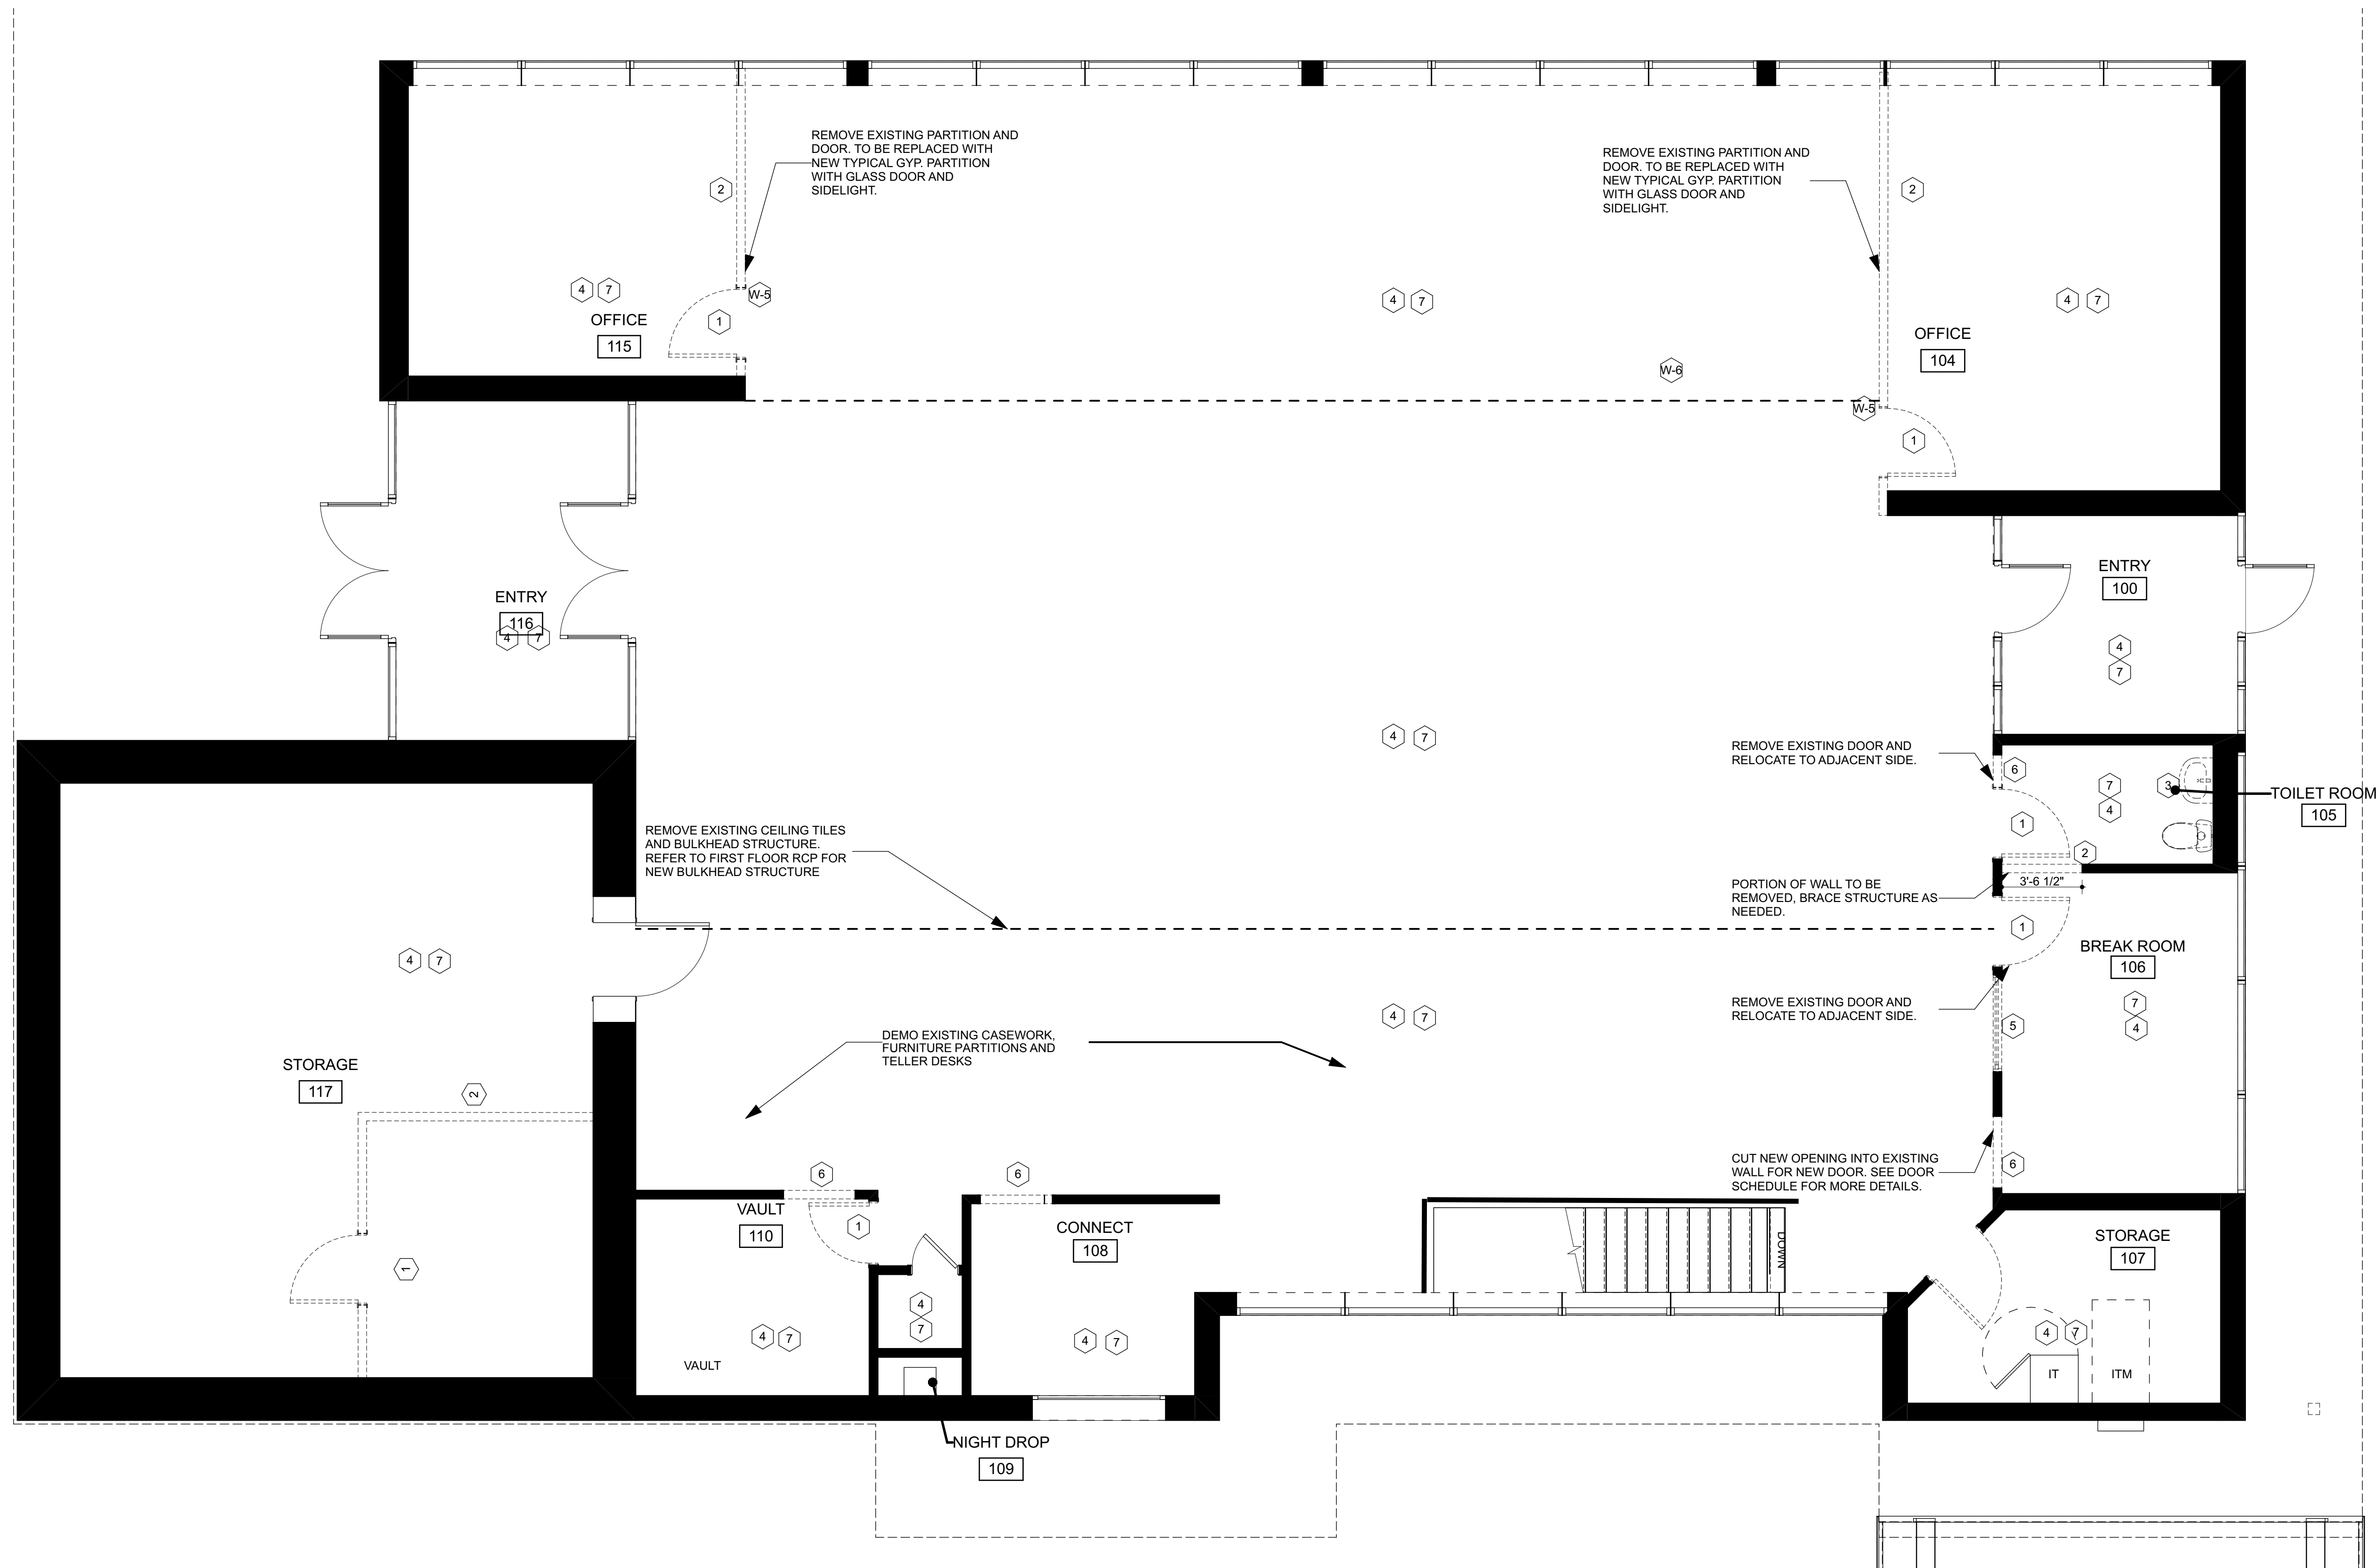 REMOVE EXISTING PARTITION AND
DOOR. TO BE REPLACED WITH
NEW TYPICAL GYP. PARTITION
WITH GLASS DOOR AND
SIDELIGHT.
REMOVE EXISTING PARTITION AND
DOOR. TO BE REPLACED WITH
NEW TYPICAL GYP. PARTITION
WITH GLASS DOOR AND
SIDELIGHT.
2
2
4 7
W-5
1
OFFICE
115
4 7
4 7
OFFICE
104
W-6
W-5
1
ENTRY
116
4 7
ENTRY
100
4
7
4 7
REMOVE EXISTING DOOR AND
RELOCATE TO ADJACENT SIDE.
6
7
4
3
TOILET ROOM
105
1
2
REMOVE EXISTING CEILING TILES
AND BULKHEAD STRUCTURE.
REFER TO FIRST FLOOR RCP FOR
NEW BULKHEAD STRUCTURE
PORTION OF WALL TO BE
REMOVED, BRACE STRUCTURE AS
NEEDED.
3'-6 1/2"
1
BREAK ROOM
106
7
4
4 7
REMOVE EXISTING DOOR AND
RELOCATE TO ADJACENT SIDE.
5
4 7
DEMO EXISTING CASEWORK,
FURNITURE PARTITIONS AND
TELLER DESKS
STORAGE
117
2
1
CUT NEW OPENING INTO EXISTING
WALL FOR NEW DOOR. SEE DOOR
SCHEDULE FOR MORE DETAILS.
6
6
6
VAULT
110
1
CONNECT
108
DOWN
STORAGE
107
4
7
4 7
VAULT
4 7
4 7
IT
ITM
NIGHT DROP
109